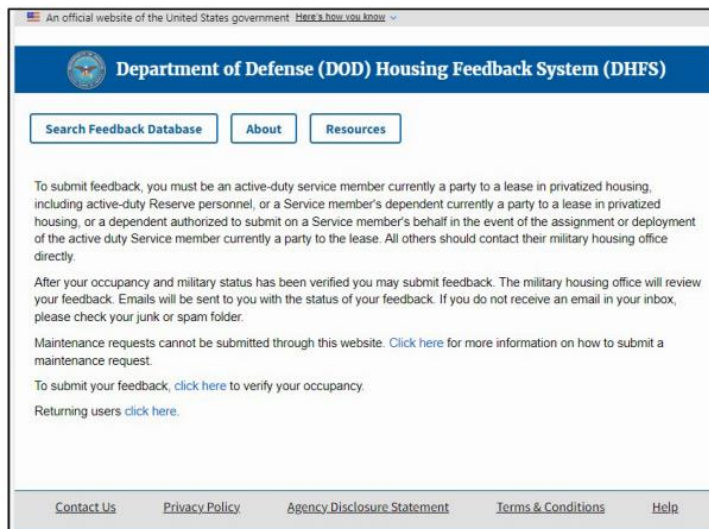 An official website of the United States government Here's how you know
Department of Defense (DOD) Housing Feedback System (DHFS)
Search Feedback Database About Resources
To submit feedback, you must be an active-duty service member currently a party to a lease in privatized housing,
including active-duty Reserve personnel, or a Service member's dependent currently a party to a lease in privatized
housing, or a dependent authorized to submit on a Service member's behalf in the event of the assignment or deployment
of the active duty Service member currently a party to the lease. All others should contact their military housing office
directly.
After your occupancy and military status has been verified you may submit feedback. The military housing office will review
your feedback. Emails will be sent to you with the status of your feedback. If you do not receive an email in your inbox,
please check your junk or spam folder.
Maintenance requests cannot be submitted through this website. Click here for more information on how to submit a
maintenance request.
To submit your feedback, click here to verify your occupancy.
Returning users click here.
Contact Us Privacy Policy Agency Disclosure Statement Terms & Conditions Help